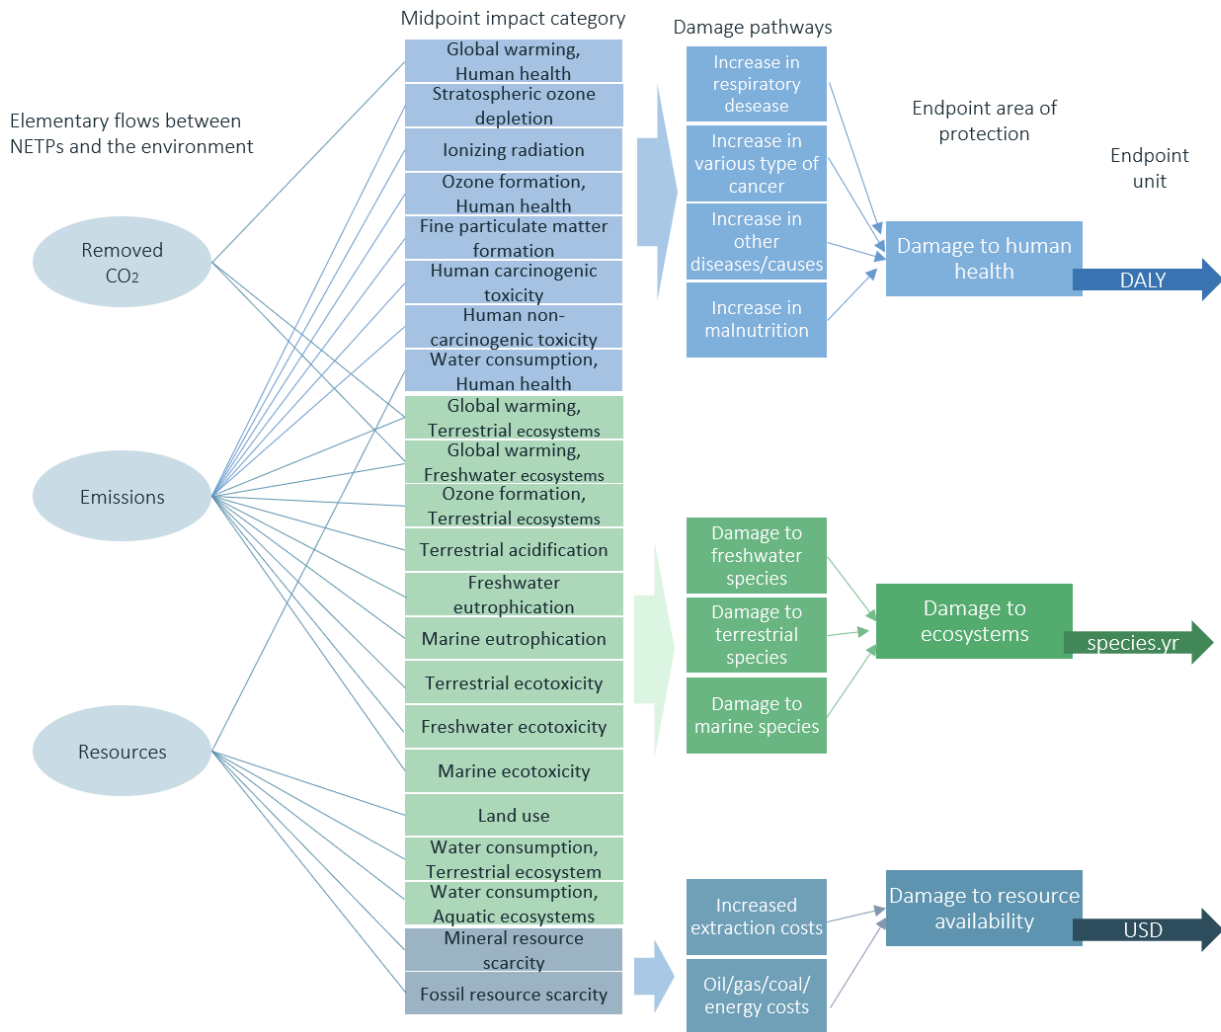 Midpoint impact category
Damage pathways
Elementary flows between
NETPs and the environment
Endpoint area of
protection
Endpoint
unit
Removed
CO2
Emissions
Resources
Global warming,
Human health
Stratospheric ozone
depletion
Ionizing radiation
Ozone formation,
Human health
Fine particulate matter
formation
Human carcinogenic
toxicity
Human non-
carcinogenic toxicity
Water consumption,
Human health
Global warming,
Terrestrial ecosystems
Global warming,
Freshwater ecosystems
Ozone formation,
Terrestrial ecosystems
Terrestrial acidification
Freshwater
eutrophication
Marine eutrophication
Terrestrial ecotoxicity
Freshwater ecotoxicity
Marine ecotoxicity
Land use
Water consumption,
Terrestrial ecosystem
Water consumption,
Aquatic ecosystems
Mineral resource
scarcity
Fossil resource scarcity
Increase in
respiratory
desease
Increase in
various type of
cancer
Increase in
other
diseases/causes
Increase in
malnutrition
Damage to human
health
DALY
Damage to
freshwater
species
Damage to
terrestrial
species
Damage to
marine species
Damage to
ecosystems
species.yr
Increased
extraction costs
Oil/gas/coal/
energy costs
Damage to resource
availability
USD